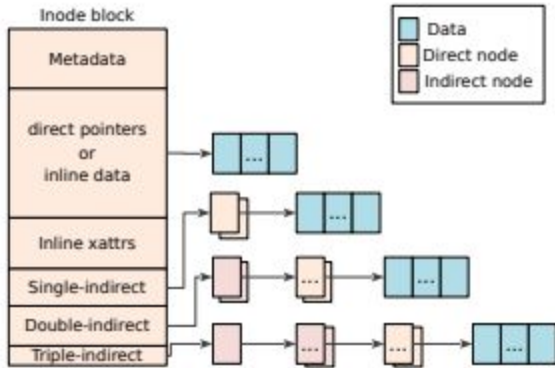 Inode block
Metadata
direct pointers
or
inline data
Inline xattrs
Single-indirect
Double-indirect
Triple-indirect
Data
Direct node
Indirect node
...
...
...
...
...
...
...